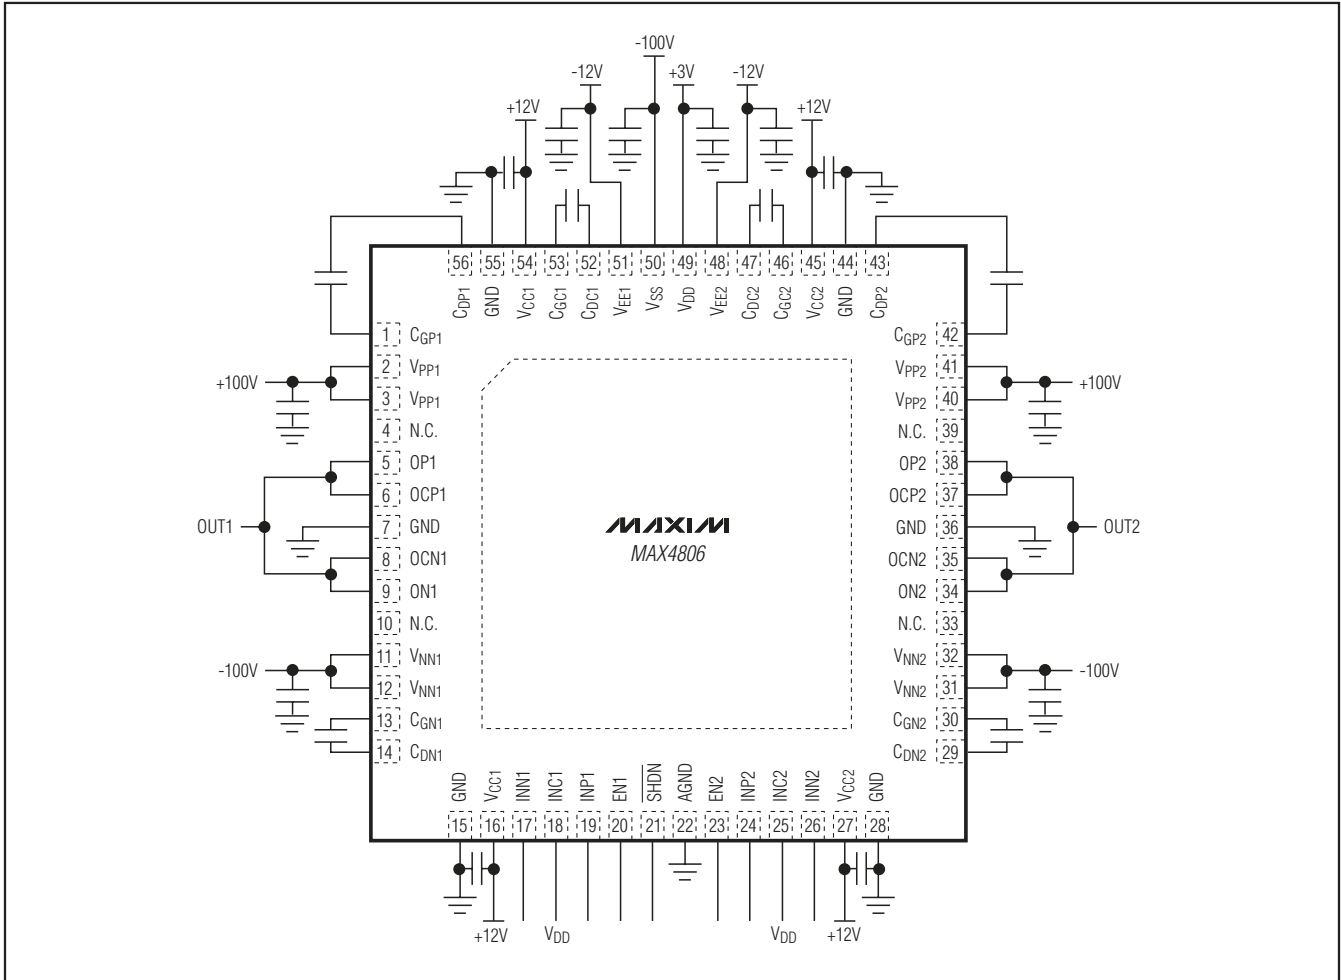 -100V
-12V
+3V
-12V
+12V
+12V
56
55
54
53
52
51
50
49
48
47
46
45
44
43
CDP1
GND
VCC1
CGC1
CDC1
VEE1
VSS
VDD
VEE2
CDC2
CGC2
VCC2
GND
CDP2
1 CGP1
2 VPP1
+100V
3 VPP1
4 N.C.
5 OP1
6 OCP1
OUT1
7 GND
8 OCN1
9 ON1
10 N.C.
11 VNN1
-100V
12 VNN1
13 CGN1
14 CDN1
CGP2 42
VPP2 41
+100V
VPP2 40
N.C. 39
OP2 38
OCP2 37
GND 36
OUT2
OCN2 35
ON2 34
N.C. 33
VNN2 32
-100V
VNN2 31
CGN2 30
CDN2 29
MAXIM
MAX4806
GND
VCC1
INN1
INC1
INP1
EN1
SHDN
AGND
EN2
INP2
INC2
INN2
VCC2
GND
15
16
17
18
19
20
21
22
23
24
25
26
27
28
+12V
VDD
VDD
+12V